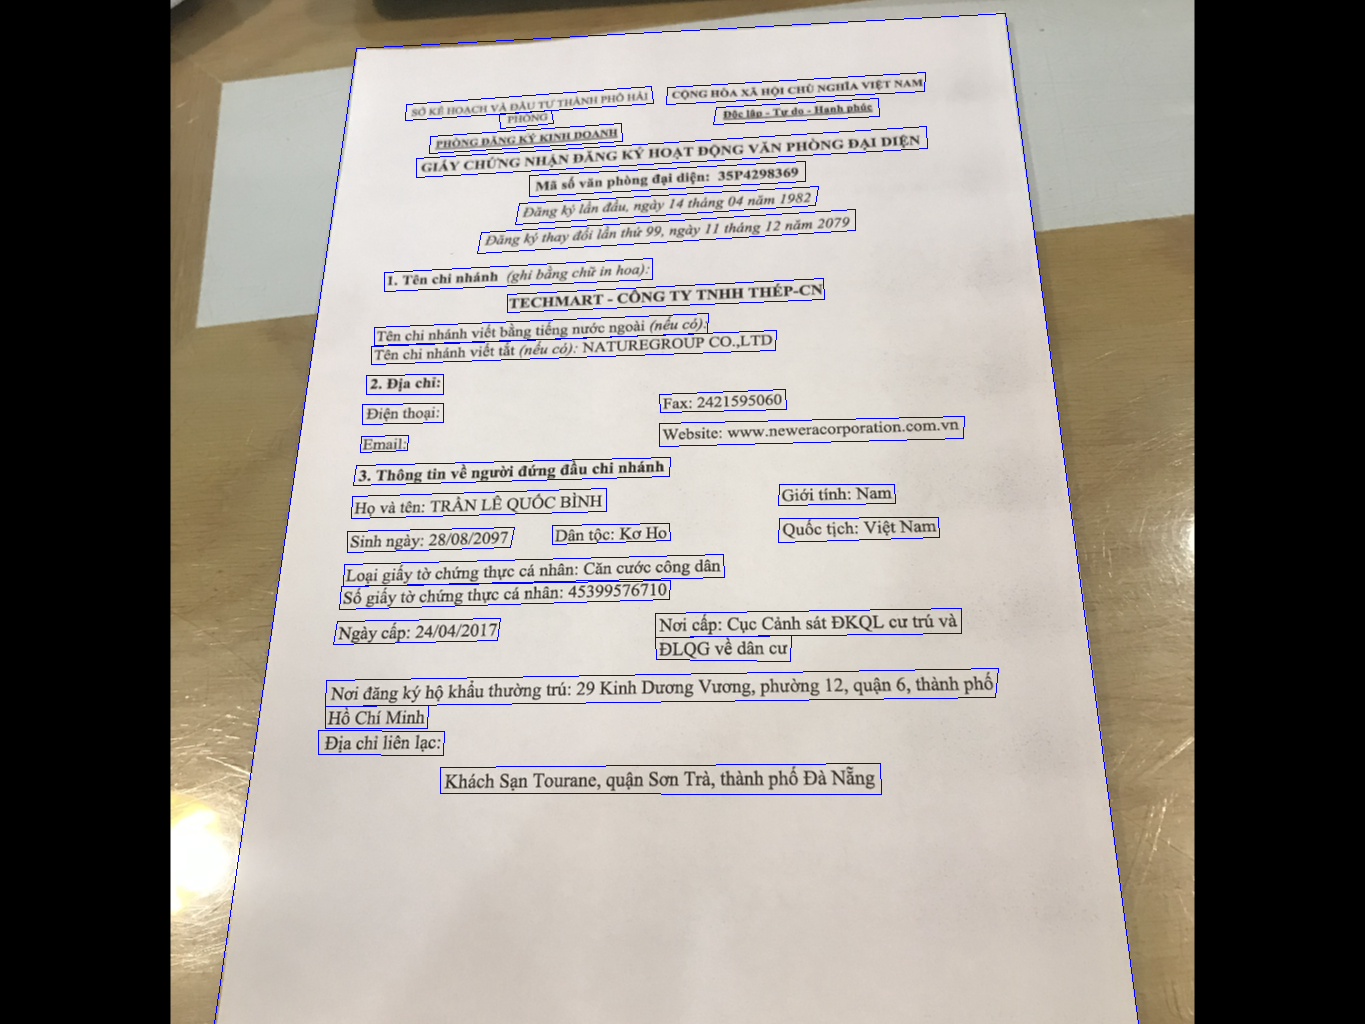 SỞ KẾ HOẠCH VÀ ĐẦU TƯ THÀNH PHỐ HẢI PHÒNG
CỘNG HÒA XÃ HỘI CHỦ NGHĨA VIỆT NAM
Độc lập - Tự do - Hạnh phúc
PHÒNG ĐĂNG KÝ KINH DOANH
GIẤY CHỨNG NHẬN ĐĂNG KÝ HOẠT ĐỘNG VĂN PHÒNG ĐẠI DIỆN
Mã số văn phòng đại diện: 35P4298369
Đăng ký lần đầu, ngày 14 tháng 04 năm 1982
Đăng ký thay đổi lần thứ 99, ngày 11 tháng 12 năm 2079
1. Tên chi nhánh (ghi bằng chữ in hoa):
TECHMART - CÔNG TY TNHH THÉP-CN
Tên chi nhánh viết bằng tiếng nước ngoài (nếu có):
Tên chi nhánh viết tắt (nếu có): NATUREGROUP CO.,LTD
2. Địa chỉ:
Điện thoại:
Fax: 2421595060
Email:
Website: www.neweracorporation.com.vn
3. Thông tin về người đứng đầu chi nhánh
Họ và tên: TRẦN LÊ QUỐC BÌNH
Giới tính: Nam
Sinh ngày: 28/08/2097
Dân tộc: Kơ Ho
Quốc tịch: Việt Nam
Loại giấy tờ chứng thực cá nhân: Căn cước công dân
Số giấy tờ chứng thực cá nhân: 45399576710
Ngày cấp: 24/04/2017
Nơi cấp: Cục Cảnh sát ĐKQL cư trú và
ĐLQG về dân cư
Nơi đăng ký hộ khẩu thường trú: 29 Kinh Dương Vương, phường 12, quận 6, thành phố
Hồ Chí Minh
Địa chỉ liên lạc:
Khách Sạn Tourane, quận Sơn Trà, thành phố Đà Nẵng